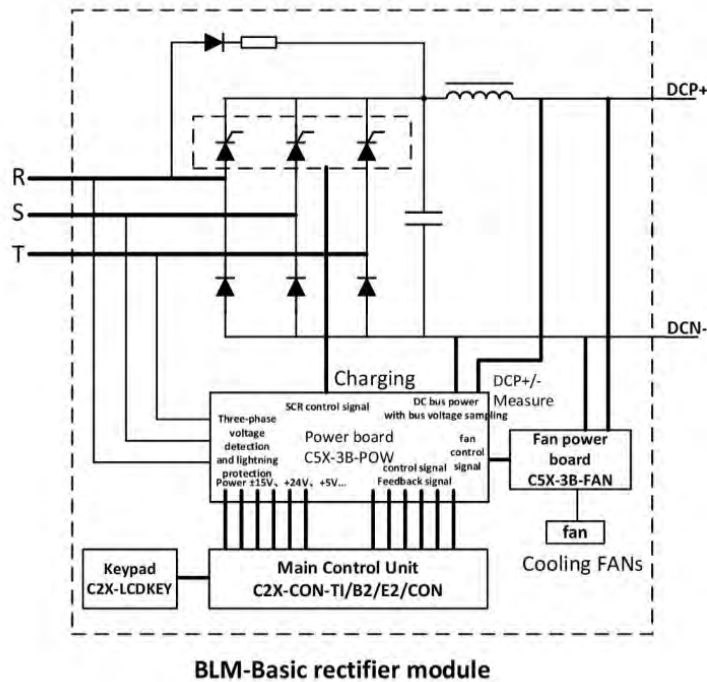 DCP+
R
S
T
DCN-
Charging
DCP+/-
Measure
SCR control signal
DC bus power
with bus voltage sampling
Three-phase
voltage
detection
and lightning
protection
Power board
C5X-3B-POW
fan
control
signal
Fan power
board
C5X-3B-FAN
Power ±15V、+24V、+5V...
control signal
Feedback signal
fan
Cooling FANs
Keypad
C2X-LCDKEY
Main Control Unit
C2X-CON-TI/B2/E2/CON
BLM-Basic rectifier module